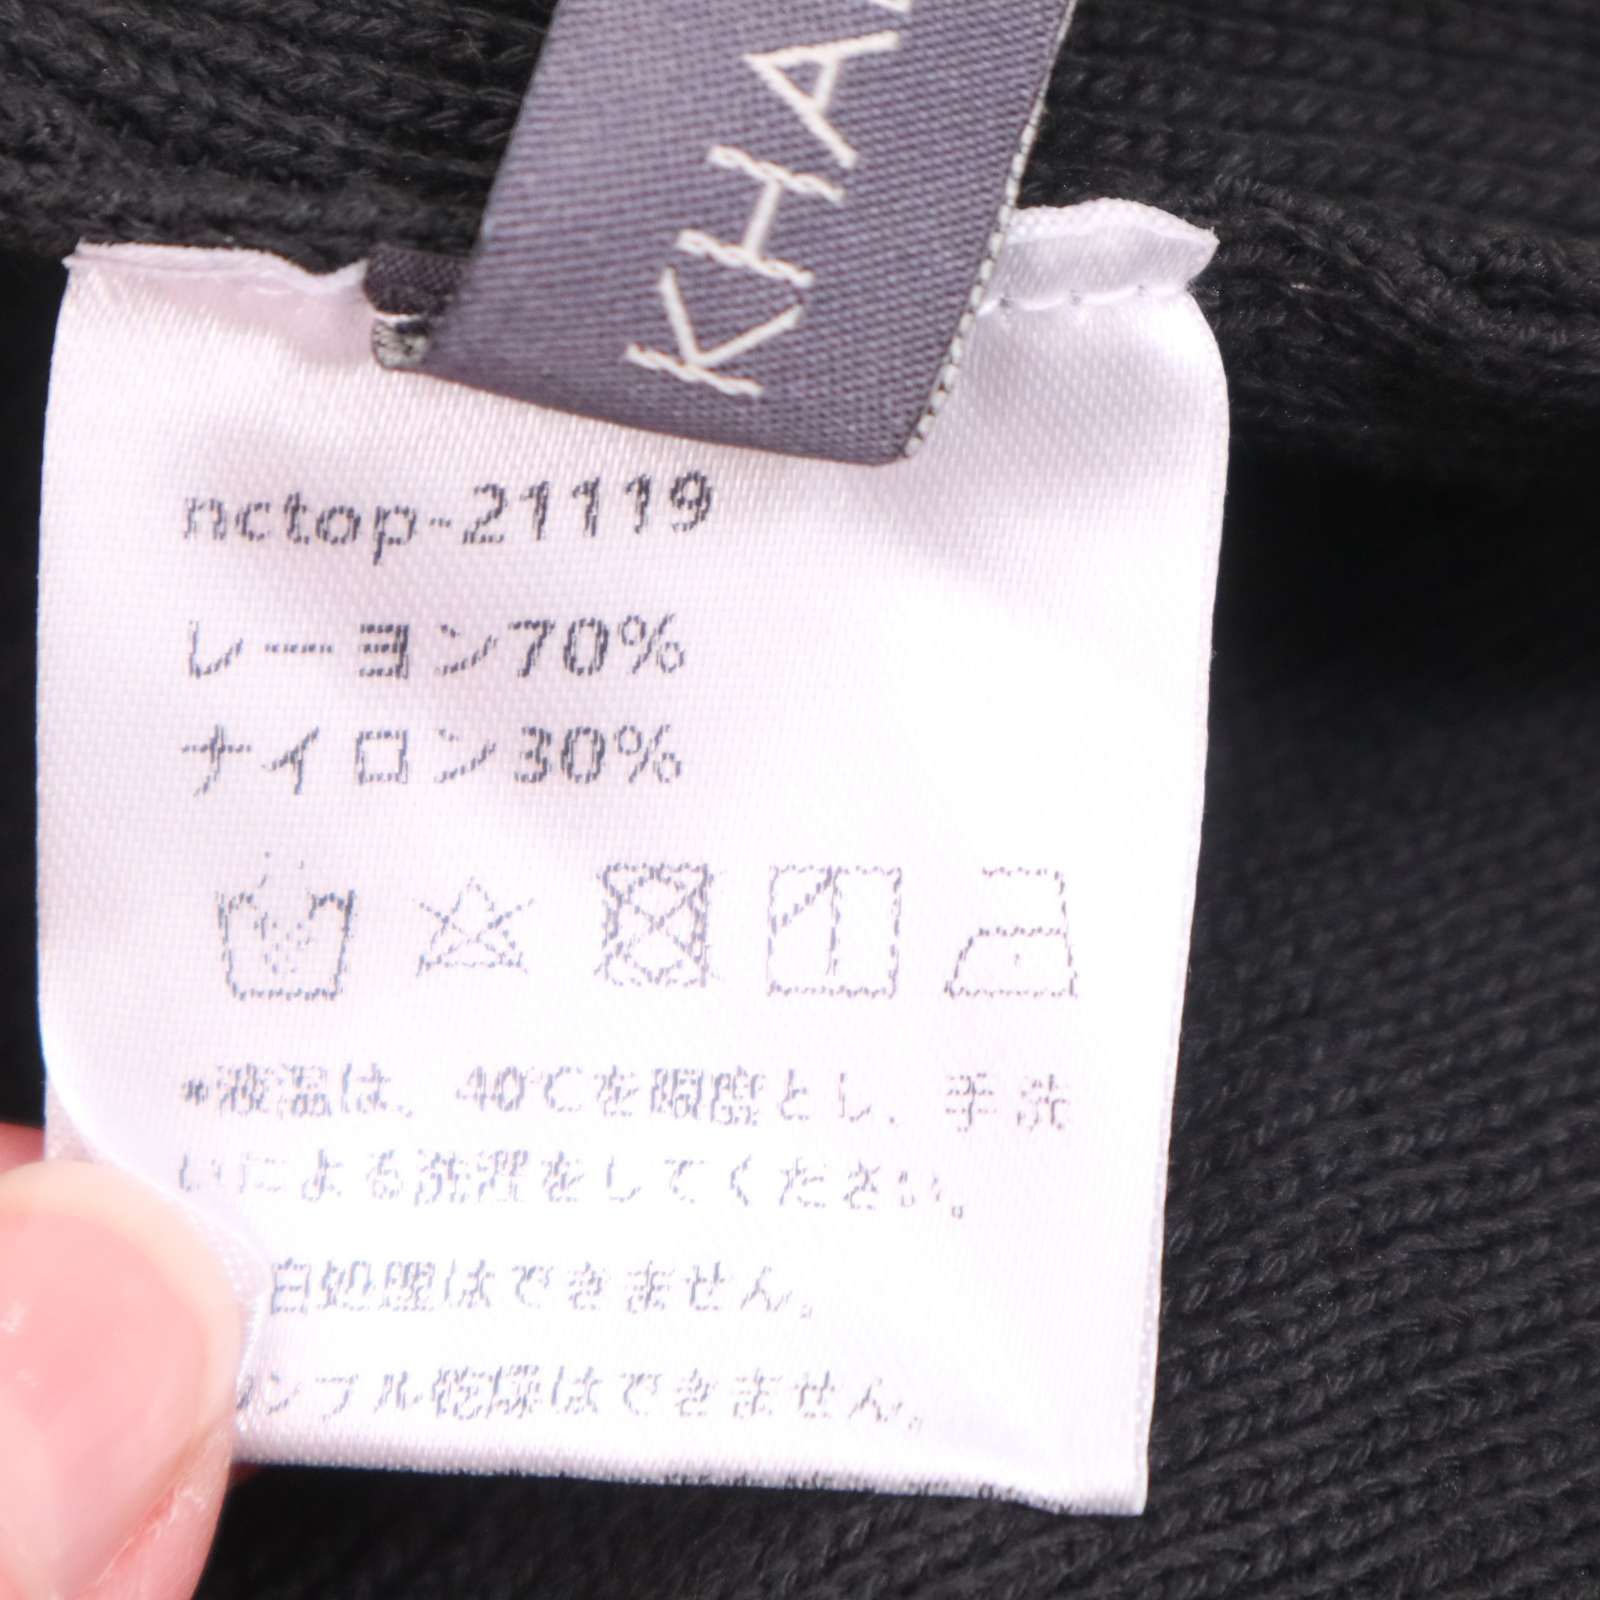 KHA
nctop-21119
レーヨン70%
ナイロン30%
*液温は、40℃を限度とし、手洗
いによる洗濯をしてください。
白処理はできません。
ンブル乾燥はできません。